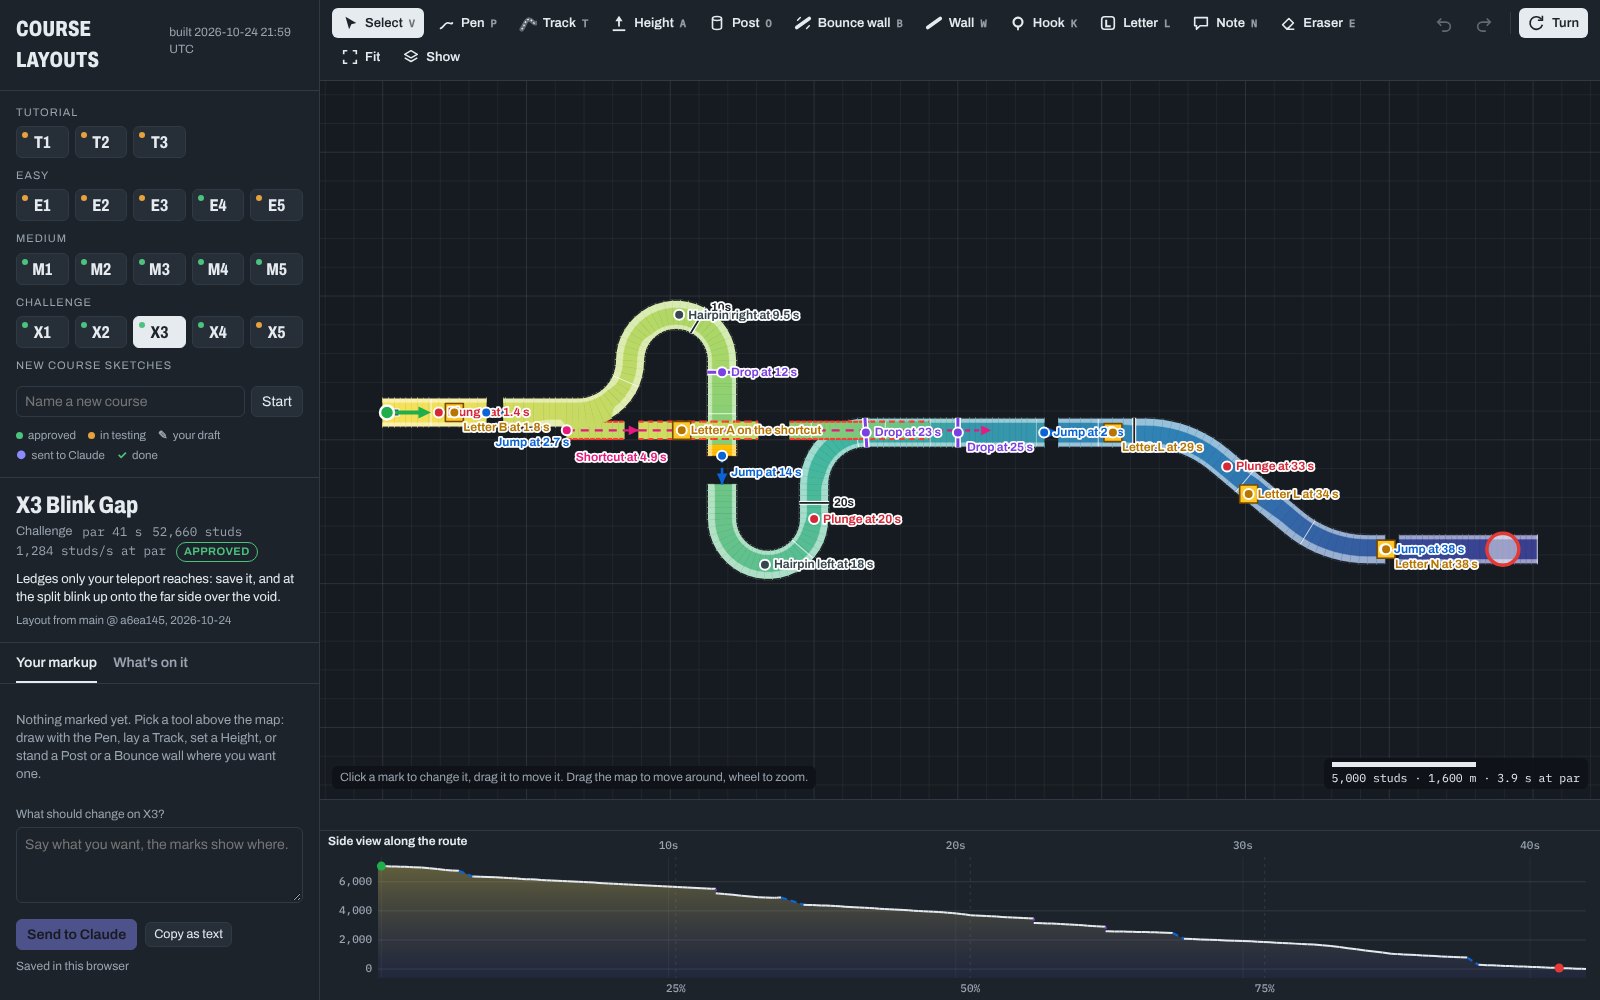 COURSE
LAYOUTS
built 2026-10-24 21:59
UTC
TUTORIAL
T1 T2 T3
EASY
E1 E2 E3 E4 E5
MEDIUM
M1 M2 M3 M4 M5
CHALLENGE
X1 X2 X3 X4 X5
NEW COURSE SKETCHES
Name a new course Start
approved in testing your draft
sent to Claude done
X3 Blink Gap
Challenge par 41 s 52,660 studs
1,284 studs/s at par APPROVED
Ledges only your teleport reaches: save it, and at
the split blink up onto the far side over the void.
Layout from main @ a6ea145, 2026-10-24
Your markup What's on it
Nothing marked yet. Pick a tool above the map:
draw with the Pen, lay a Track, set a Height, or
stand a Post or a Bounce wall where you want
one.
What should change on X3?
Say what you want, the marks show where.
Send to Claude Copy as text
Saved in this browser
Select V Pen P Track T Height A Post O Bounce wall B Wall W Hook K Letter L Note N Eraser E Turn
Fit Show
10s
Hairpin right at 9.5 s
Drop at 12 s
at 1.4 s
Letter B at 1.8 s
Jump at 2.7 s
Shortcut at 4.9 s
Letter A on the shortcut
Jump at 14 s
Drop at 23 s
Drop at 25 s
20s
Plunge at 20 s
Hairpin left at 18 s
Jump at
Letter L at 29 s
Plunge at 33 s
Letter L at 34 s
Jump at 38 s
Letter N at 38 s
Click a mark to change it, drag it to move it. Drag the map to move around, wheel to zoom.
5,000 studs · 1,600 m · 3.9 s at par
Side view along the route
10s 20s 30s 40s
6,000
4,000
2,000
0
25% 50% 75%